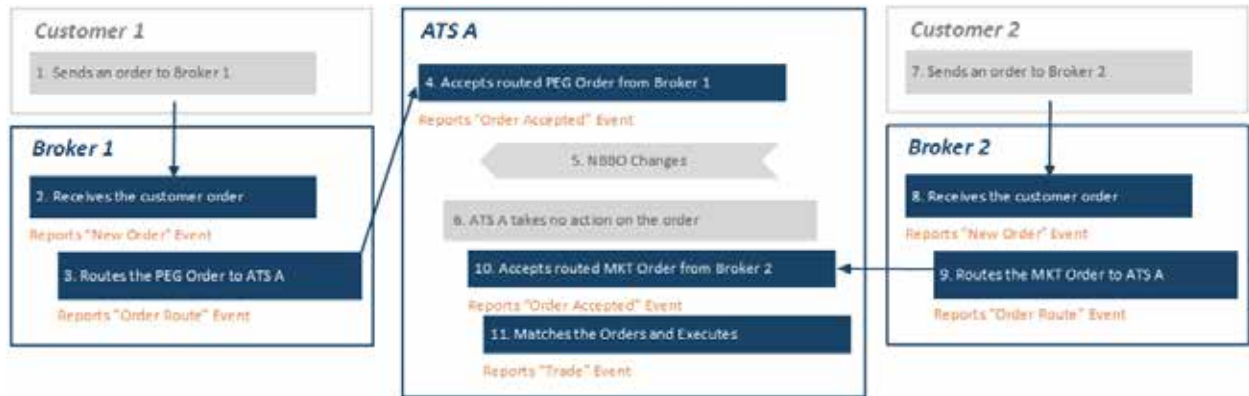 Customer 1
1. Sends an order to Broker 1
Broker 1
2. Receives the customer order
Reports "New Order" Event
3. Routes the PEG Order to ATS A
Reports "Order Route" Event
ATS A
4. Accepts routed PEG Order from Broker 1
Reports "Order Accepted" Event
5. NBBO Changes
6. ATS A takes no action on the order
10. Accepts routed MKT Order from Broker 2
Reports "Order Accepted" Event
11. Matches the Orders and Executes
Reports "Trade" Event
Customer 2
7. Sends an order to Broker 2
Broker 2
8. Receives the customer order
Reports "New Order" Event
9. Routes the MKT Order to ATS A
Reports "Order Route" Event